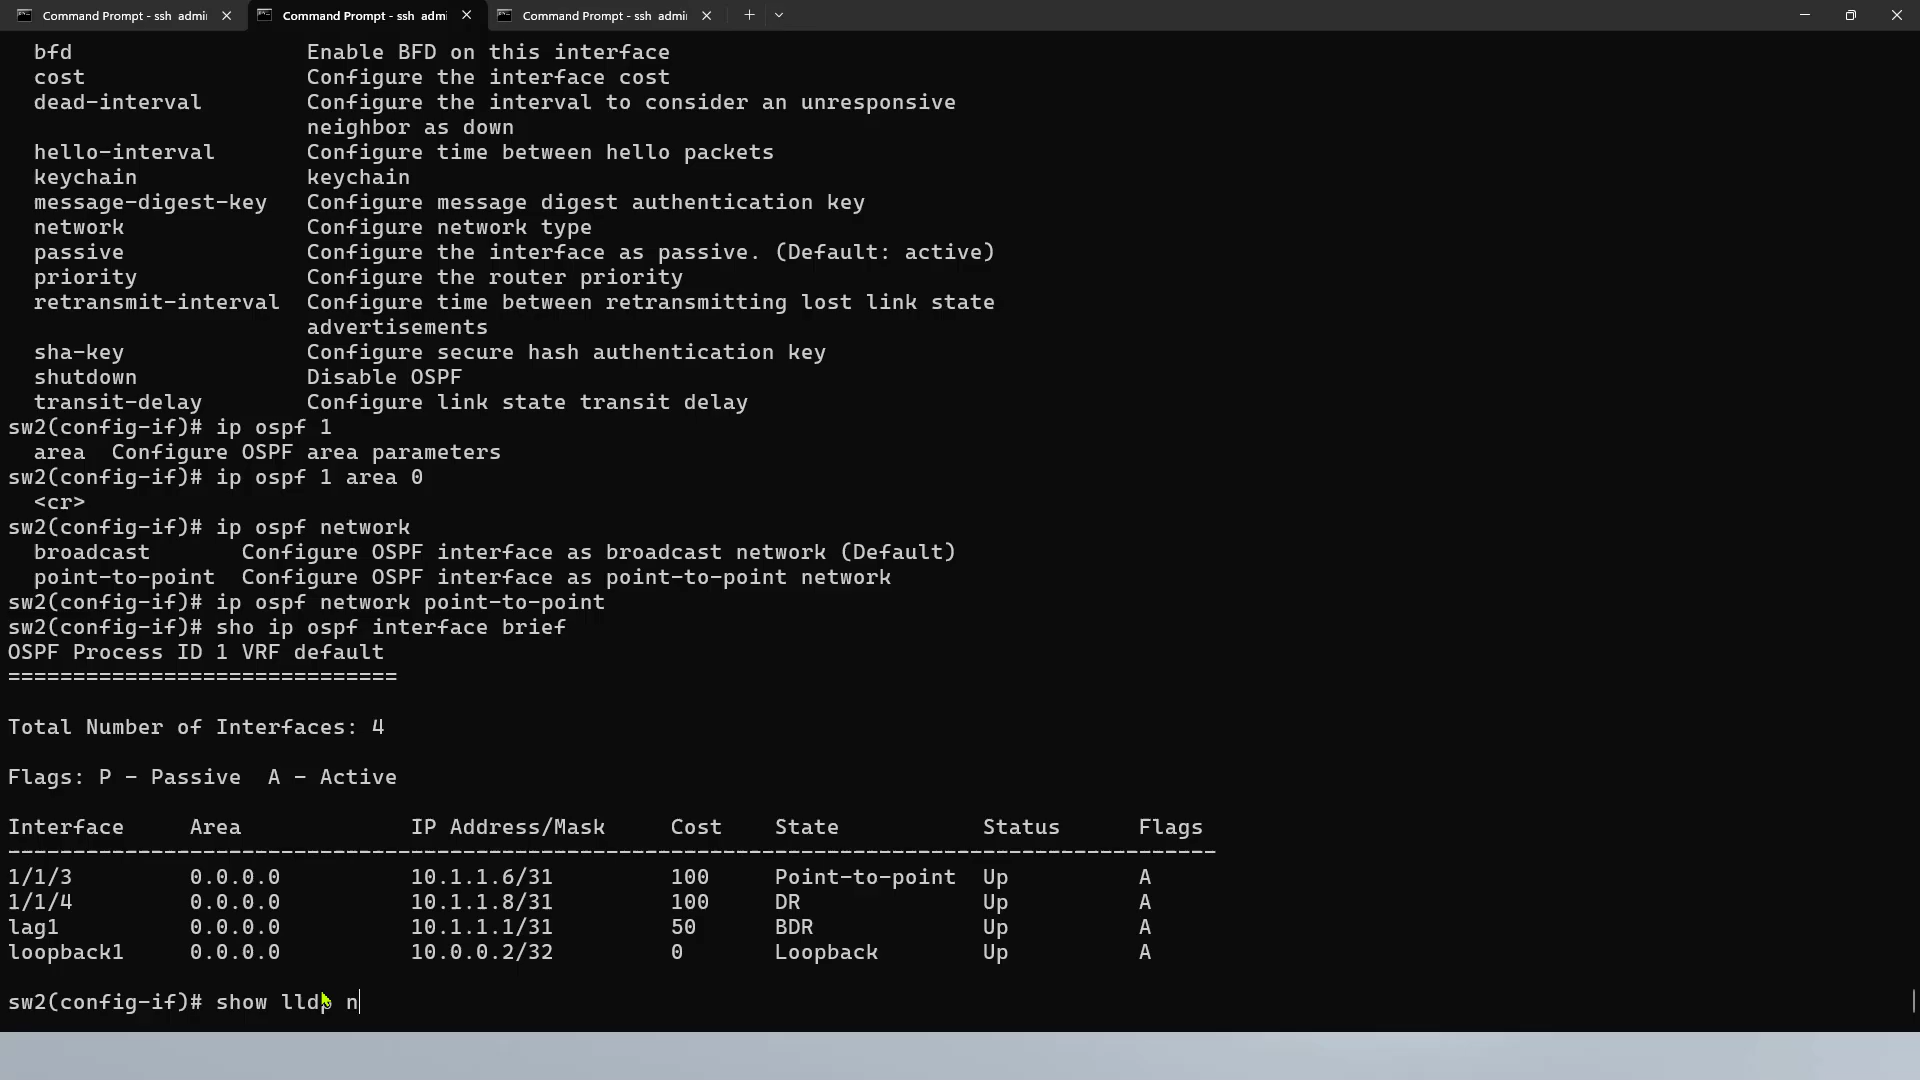 Command Prompt - ssh admi
Command Prompt - ssh admi
Command Prompt - ssh admi
bfd Enable BFD on this interface
cost Configure the interface cost
dead-interval Configure the interval to consider an unresponsive
neighbor as down
hello-interval Configure time between hello packets
keychain keychain
message-digest-key Configure message digest authentication key
network Configure network type
passive Configure the interface as passive. (Default: active)
priority Configure the router priority
retransmit-interval Configure time between retransmitting lost link state
advertisements
sha-key Configure secure hash authentication key
shutdown Disable OSPF
transit-delay Configure link state transit delay
sw2(config-if)# ip ospf 1
area Configure OSPF area parameters
sw2(config-if)# ip ospf 1 area 0
<cr>
sw2(config-if)# ip ospf network
broadcast Configure OSPF interface as broadcast network (Default)
point-to-point Configure OSPF interface as point-to-point network
sw2(config-if)# ip ospf network point-to-point
sw2(config-if)# sho ip ospf interface brief
OSPF Process ID 1 VRF default
==============================
Total Number of Interfaces: 4
Flags: P - Passive A - Active
Interface Area IP Address/Mask Cost State Status Flags
---------------------------------------------------------------------------------------------
1/1/3 0.0.0.0 10.1.1.6/31 100 Point-to-point Up A
1/1/4 0.0.0.0 10.1.1.8/31 100 DR Up A
lag1 0.0.0.0 10.1.1.1/31 50 BDR Up A
loopback1 0.0.0.0 10.0.0.2/32 0 Loopback Up A
sw2(config-if)# show lldp n